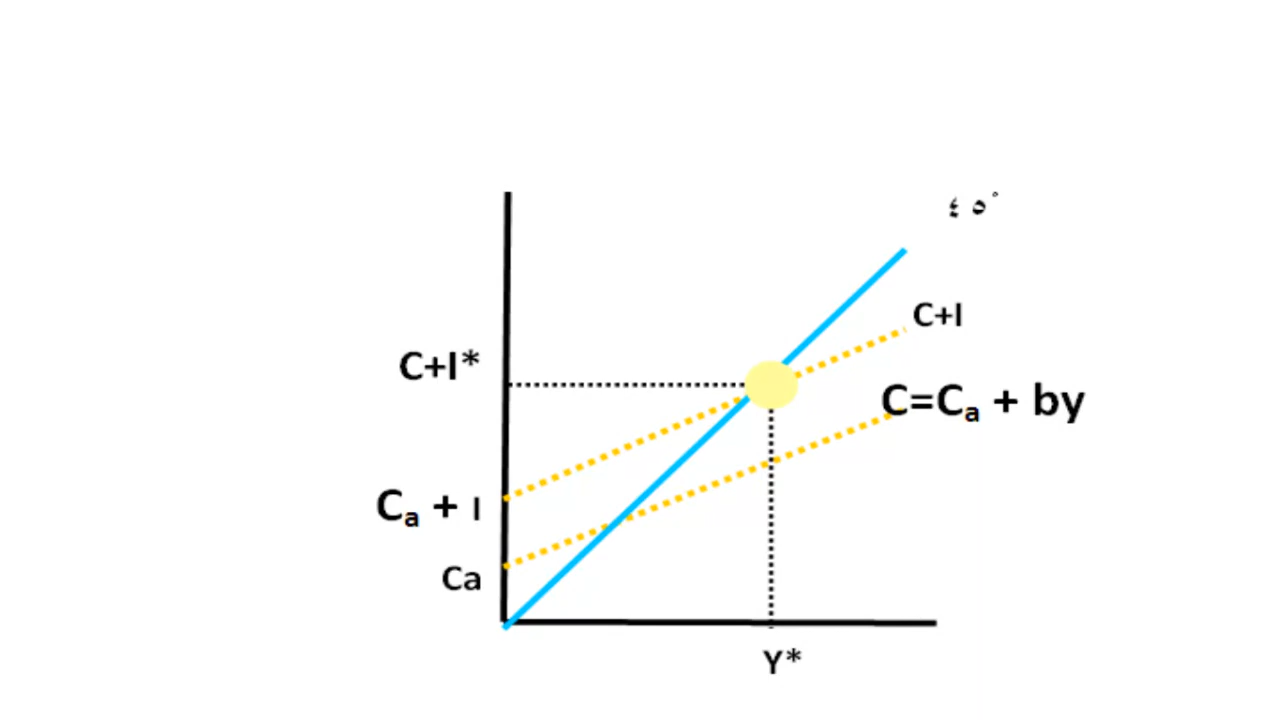 ٤٥°
C+I
C+I*
C=Ca + by
Ca + I
Ca
Y*